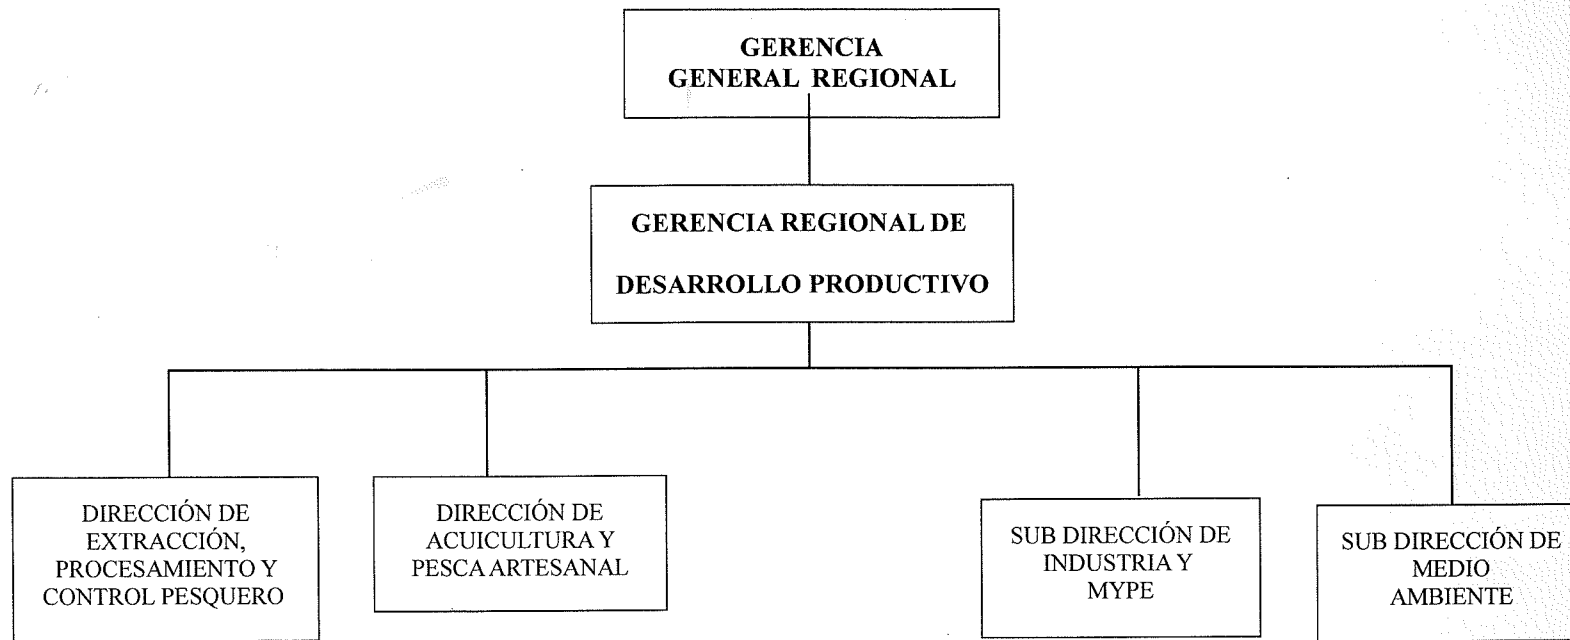 GERENCIA
GENERAL REGIONAL
GERENCIA REGIONAL DE
DESARROLLO PRODUCTIVO
DIRECCIÓN DE
EXTRACCIÓN,
PROCESAMIENTO Y
CONTROL PESQUERO
DIRECCIÓN DE
ACUICULTURA Y
PESCA ARTESANAL
SUB DIRECCIÓN DE
INDUSTRIA Y
MYPE
SUB DIRECCIÓN DE
MEDIO
AMBIENTE